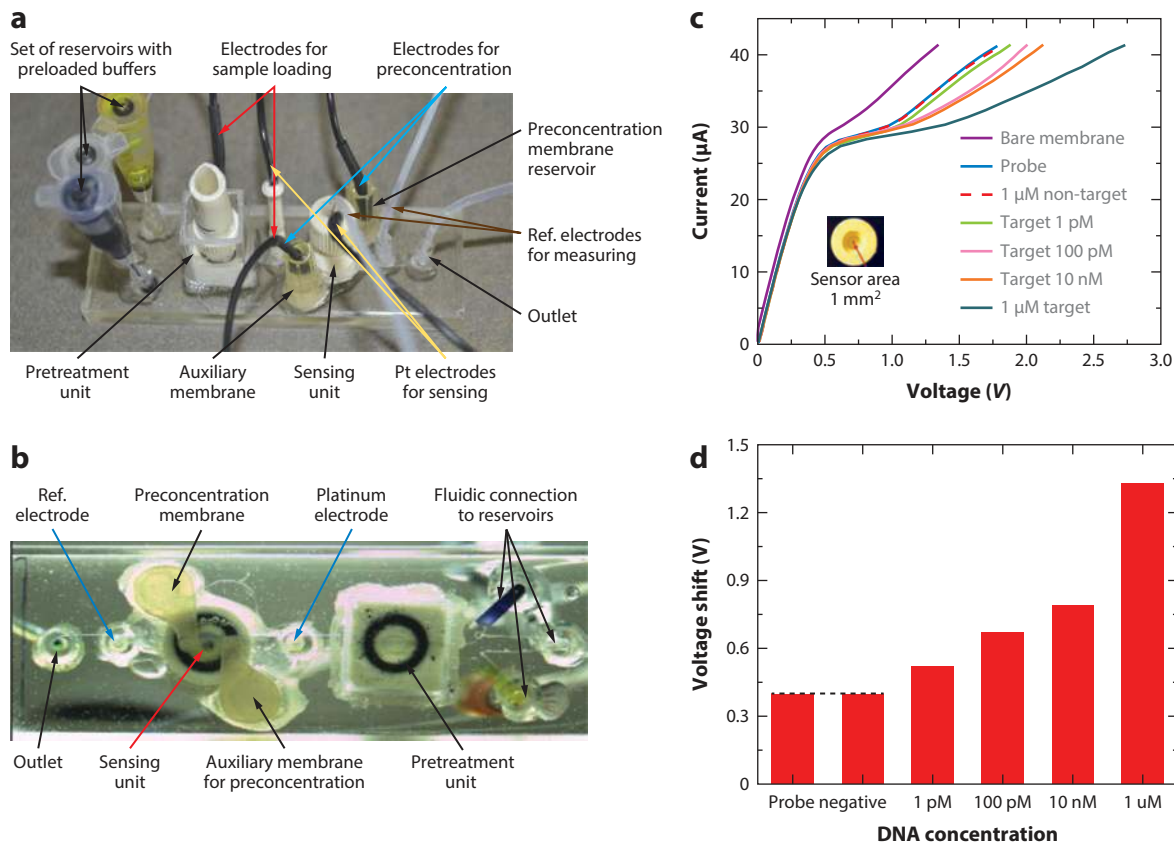 a
Set of reservoirs with
preloaded buffers
Electrodes for
sample loading
Electrodes for
preconcentration
Preconcentration
membrane
reservoir
Ref. electrodes
for measuring
Outlet
Pretreatment
unit
Auxiliary
membrane
Sensing
unit
Pt electrodes
for sensing
b
Ref.
electrode
Preconcentration
membrane
Platinum
electrode
Fluidic connection
to reservoirs
Outlet
Sensing
unit
Auxiliary membrane
for preconcentration
Pretreatment
unit
c
Current (µA)
40
30
20
10
0
Bare membrane
Probe
1 µM non-target
Target 1 pM
Target 100 pM
Target 10 nM
1 µM target
Sensor area
1 mm²
0 0.5 1.0 1.5 2.0 2.5 3.0
Voltage (V)
d
Voltage shift (V)
1.5
1.2
0.9
0.6
0.3
0
Probe negative 1 pM 100 pM 10 nM 1 uM
DNA concentration